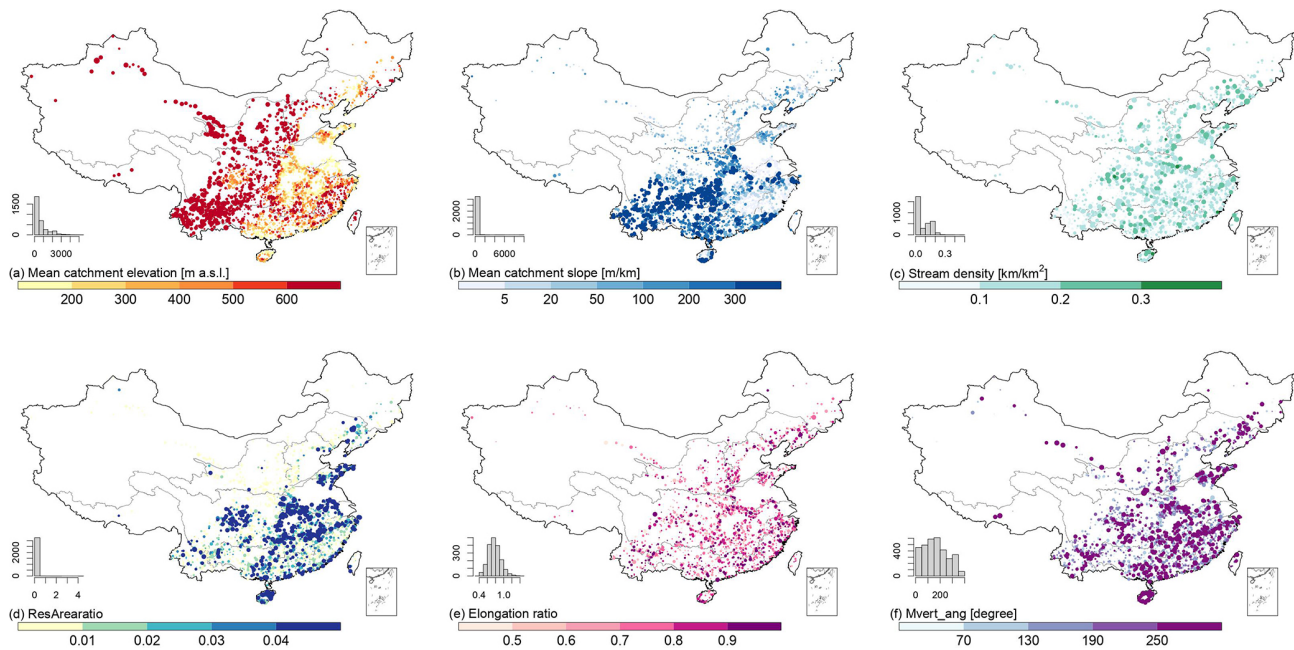 1500
0 3000
(a) Mean catchment elevation [m a.s.l.]
200 300 400 500 600
2000
0
0 6000
(b) Mean catchment slope [m/km]
5 20 50 100 200 300
1000
0
0.0 0.3
(c) Stream density [km/km²]
0.1 0.2 0.3
2000
0
0 2 4
(d) ResArearatio
0.01 0.02 0.03 0.04
300
0
0.4 1.0
(e) Elongation ratio
0.5 0.6 0.7 0.8 0.9
400
0
0 200
(f) Mvert_ang [degree]
70 130 190 250